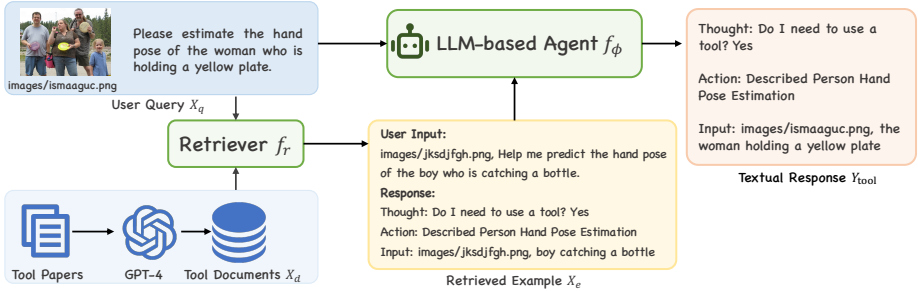 Please estimate the hand
pose of the woman who is
holding a yellow plate.
images/ismaaguc.png
User Query X_q
LLM-based Agent f_ϕ
Thought: Do I need to use a
tool? Yes
Action: Described Person Hand
Pose Estimation
Input: images/ismaaguc.png, the
woman holding a yellow plate
Textual Response Y_tool
Retriever f_r
User Input:
images/jksdjfgh.png, Help me predict the hand pose
of the boy who is catching a bottle.
Response:
Thought: Do I need to use a tool? Yes
Action: Described Person Hand Pose Estimation
Input: images/jksdjfgh.png, boy catching a bottle
Retrieved Example X_e
Tool Papers
GPT-4
Tool Documents X_d